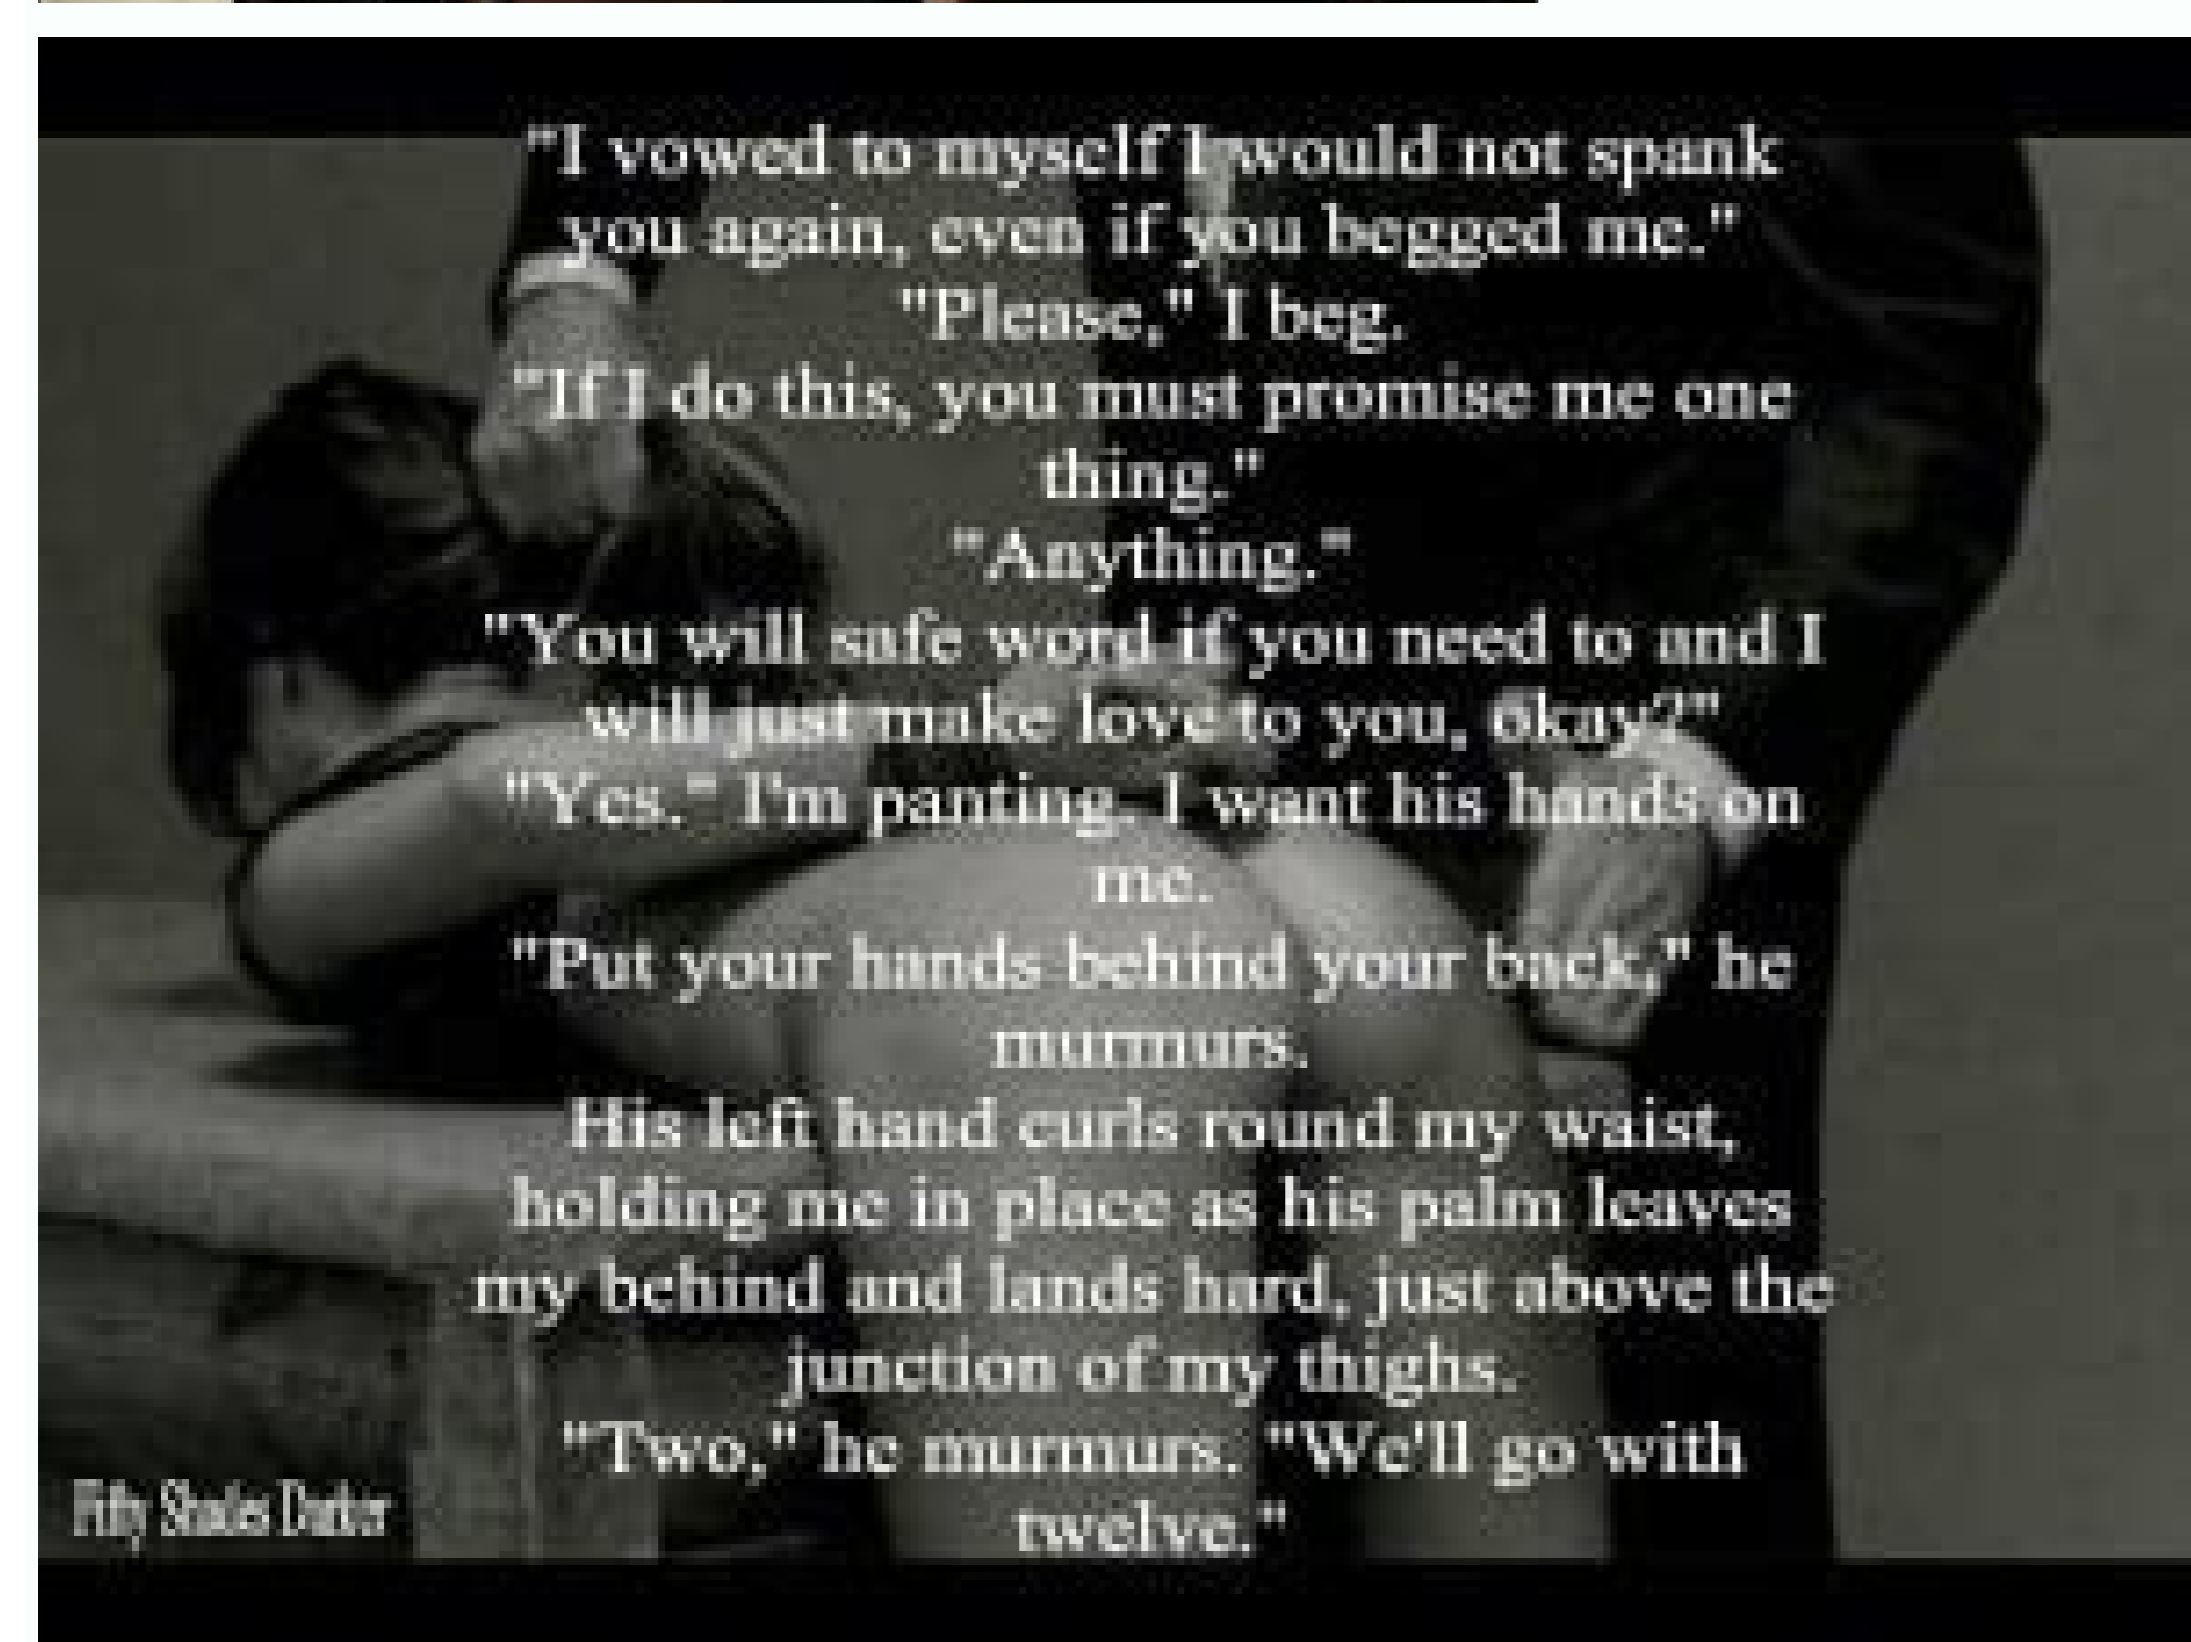 "I vowed to myself I would not spank
you again, even if you begged me."
"Please," I beg.
"If I do this, you must promise me one
thing."
"Anything."
"You will safe word if you need to and I
will just make love to you, okay?"
"Yes." I'm panting. I want his hands on
me.
"Put your hands behind your back," he
murmurs.
His left hand curls round my waist,
holding me in place as his palm leaves
my behind and lands hard, just above the
junction of my thighs.
"Two," he murmurs. "We'll go with
twelve."
Fifty Shades Darker